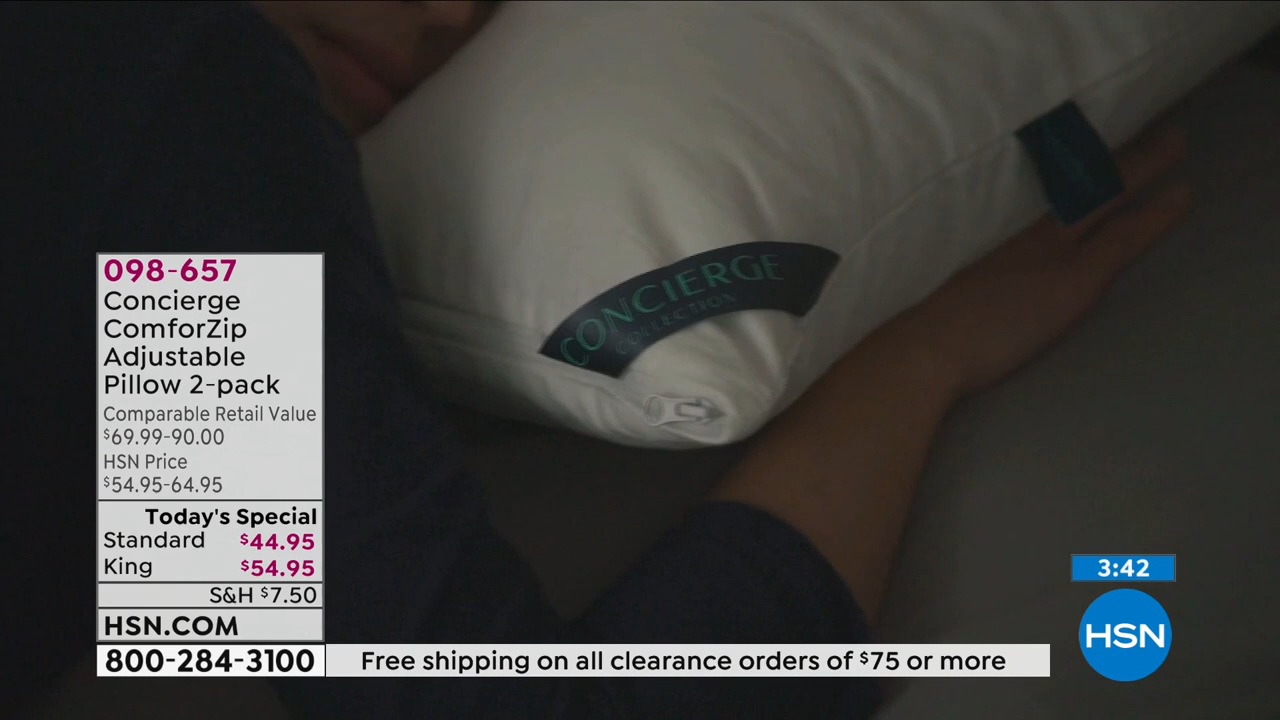 CONCIERGE
COLLECTION
098-657
Concierge
ComforZip
Adjustable
Pillow 2-pack
Comparable Retail Value
$69.99-90.00
HSN Price
$54.95-64.95
Today's Special
Standard $44.95
King $54.95
S&H $7.50
HSN.COM
800-284-3100
Free shipping on all clearance orders of $75 or more
3:42
HSN